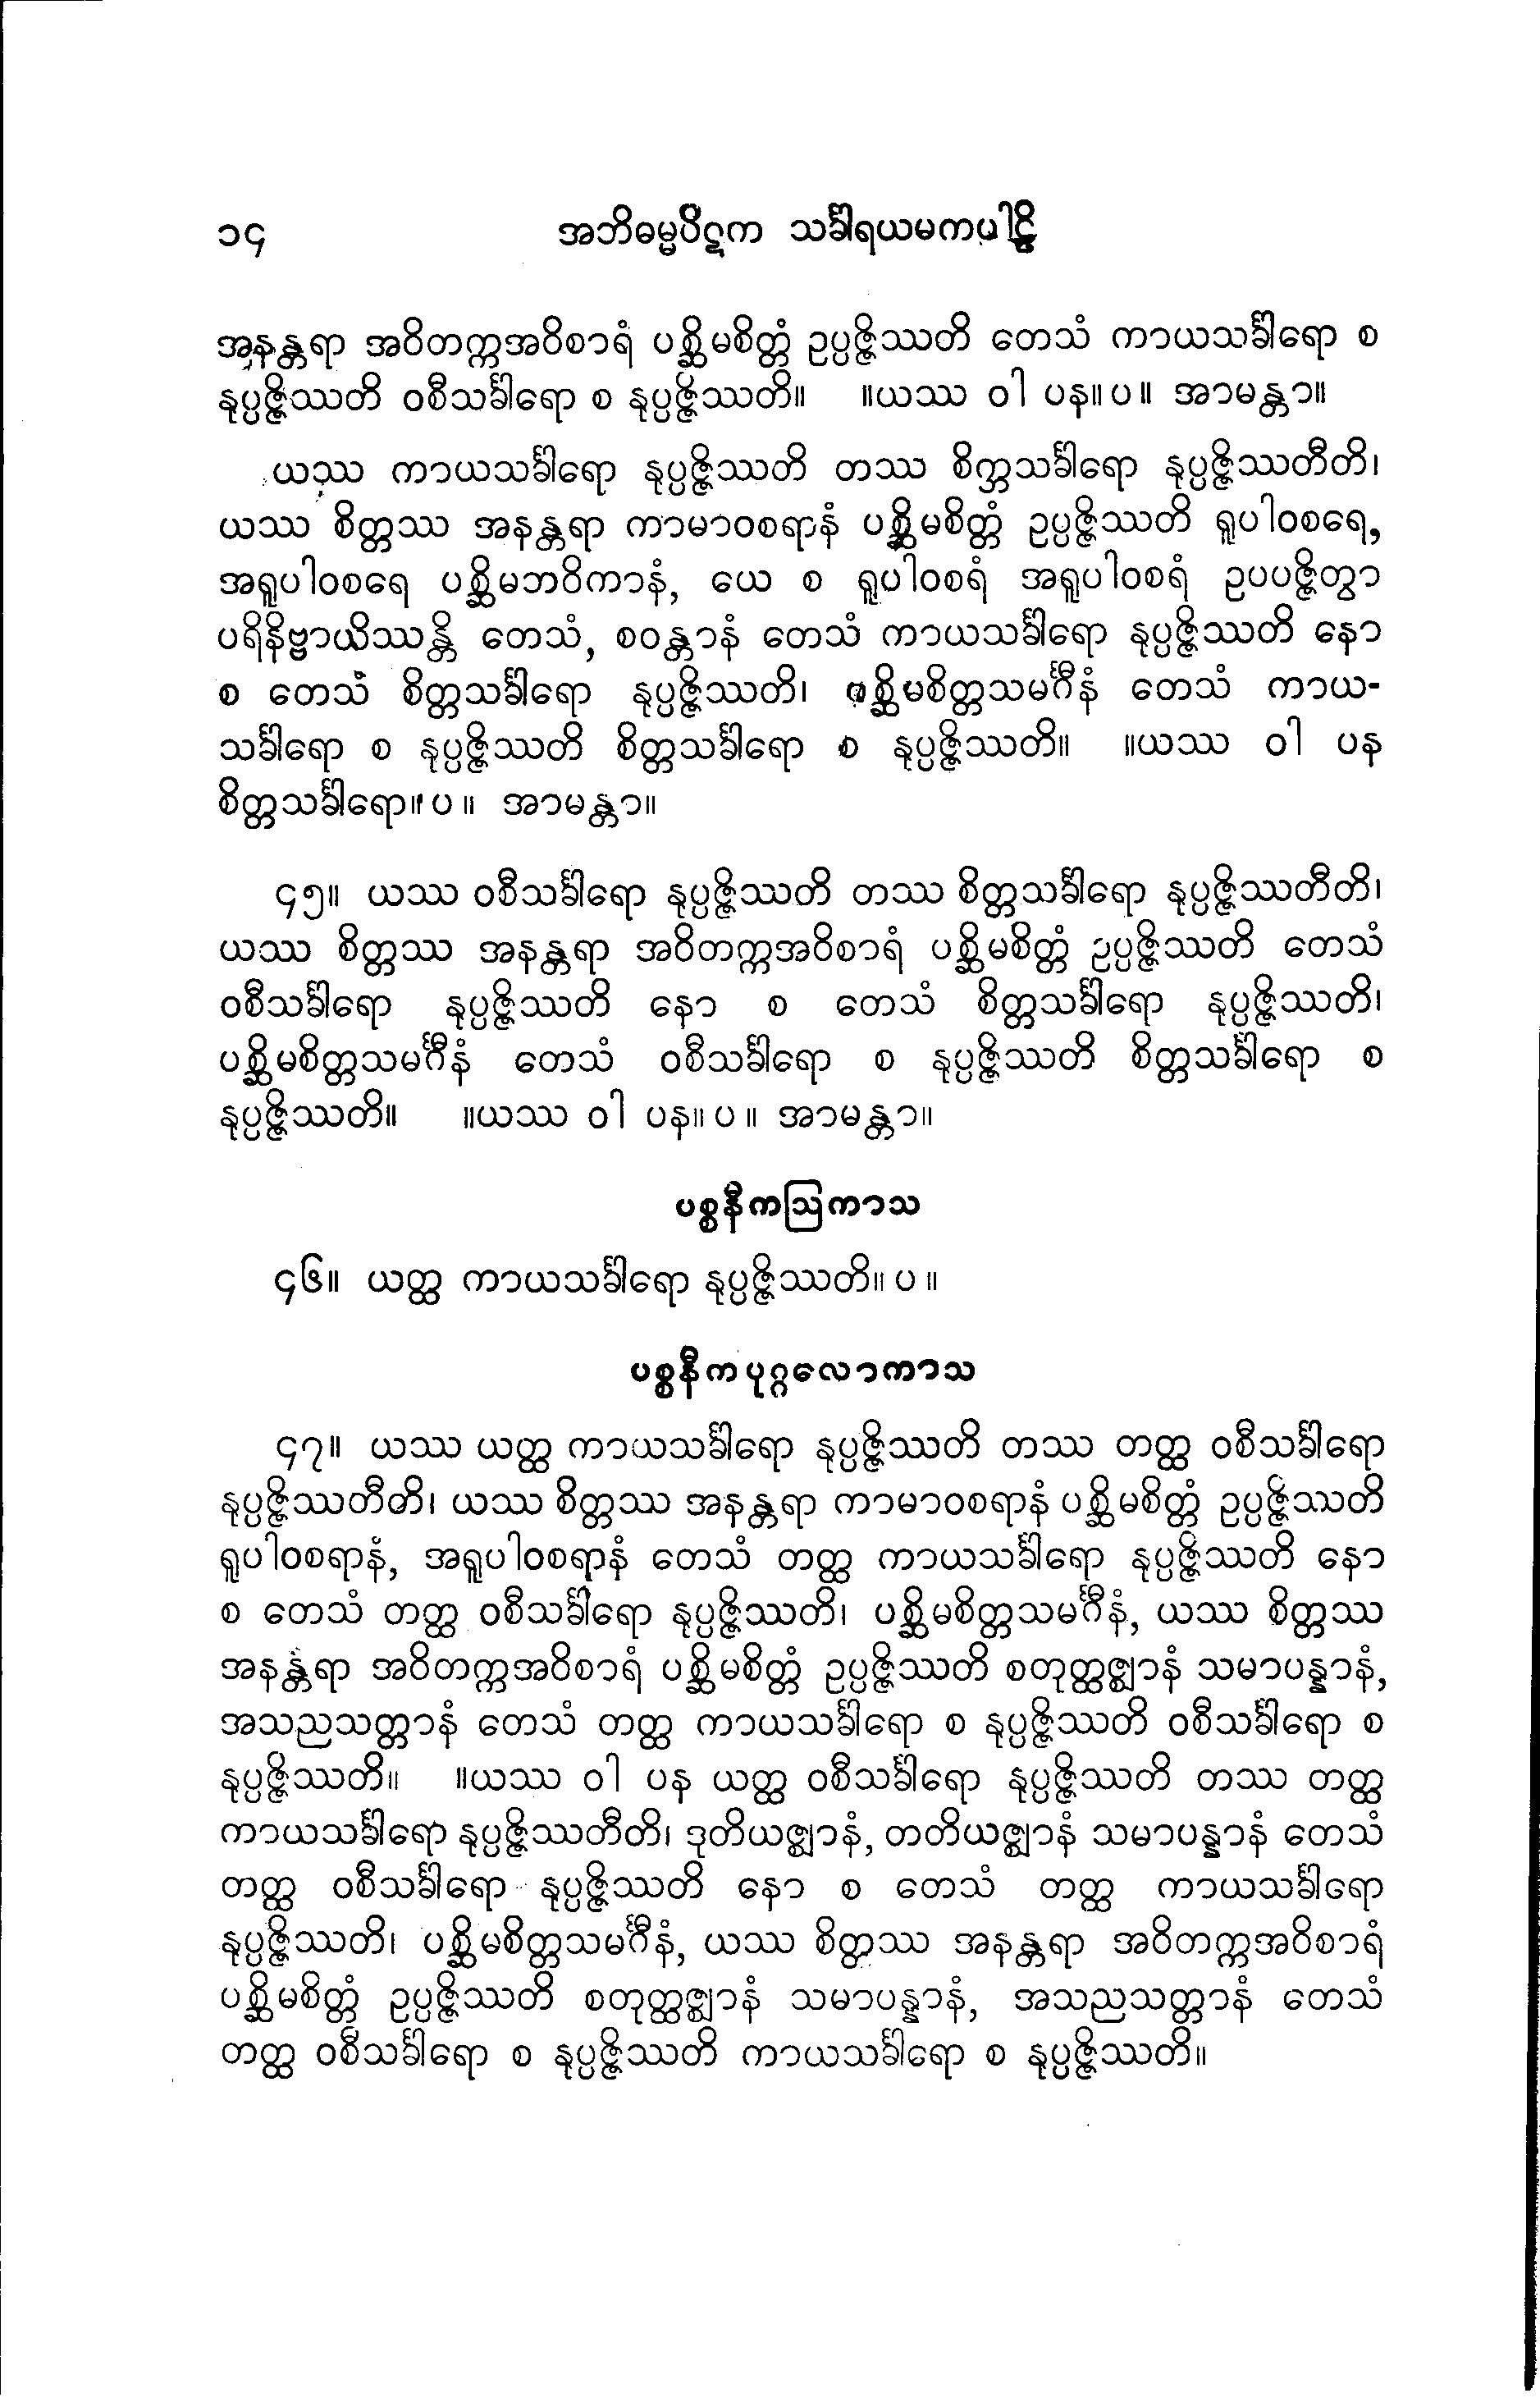 ၁၄ အဘိဓမ္မပိဋက သင်္ခါရယမကပါဠိ
အနန္တရာ အဝိတက္ကအဝိစာရံ ပစ္ဆိမစိတ္တံ ဥပ္ပဇ္ဇိဿတိ တေသံ ကာယသင်္ခါရော စ
နုပ္ပဇ္ဇိဿတိ ဝစီသင်္ခါရော စ နုပ္ပဇ္ဇိဿတိ။ ။ယဿ ဝါ ပန။ပ။ အာမန္တာ။
ယဿ ကာယသင်္ခါရော နုပ္ပဇ္ဇိဿတိ တဿ စိတ္တသင်္ခါရော နုပ္ပဇ္ဇိဿတီတိ၊
ယဿ စိတ္တဿ အနန္တရာ ကာမာဝစရာနံ ပစ္ဆိမစိတ္တံ ဥပ္ပဇ္ဇိဿတိ ရူပါဝစရေ,
အရူပါဝစရေ ပစ္ဆိမဘဝိကာနံ, ယေ စ ရူပါဝစရံ အရူပါဝစရံ ဥပပဇ္ဇိတွာ
ပရိနိဗ္ဗာယိဿန္တိ တေသံ, စဝန္တာနံ တေသံ ကာယသင်္ခါရော နုပ္ပဇ္ဇိဿတိ နော
စ တေသံ စိတ္တသင်္ခါရော နုပ္ပဇ္ဇိဿတိ၊ ပစ္ဆိမစိတ္တသမင်္ဂီနံ တေသံ ကာယ-
သင်္ခါရော စ နုပ္ပဇ္ဇိဿတိ စိတ္တသင်္ခါရော စ နုပ္ပဇ္ဇိဿတိ။ ။ယဿ ဝါ ပန
စိတ္တသင်္ခါရော။ပ။ အာမန္တာ။
၄၅။ ယဿ ဝစီသင်္ခါရော နုပ္ပဇ္ဇိဿတိ တဿ စိတ္တသင်္ခါရော နုပ္ပဇ္ဇိဿတီတိ၊
ယဿ စိတ္တဿ အနန္တရာ အဝိတက္ကအဝိစာရံ ပစ္ဆိမစိတ္တံ ဥပ္ပဇ္ဇိဿတိ တေသံ
ဝစီသင်္ခါရော နုပ္ပဇ္ဇိဿတိ နော စ တေသံ စိတ္တသင်္ခါရော နုပ္ပဇ္ဇိဿတိ၊
ပစ္ဆိမစိတ္တသမင်္ဂီနံ တေသံ ဝစီသင်္ခါရော စ နုပ္ပဇ္ဇိဿတိ စိတ္တသင်္ခါရော စ
နုပ္ပဇ္ဇိဿတိ။ ။ယဿ ဝါ ပန။ပ။ အာမန္တာ။
ပစ္စနီကဩကာသ
၄၆။ ယတ္ထ ကာယသင်္ခါရော နုပ္ပဇ္ဇိဿတိ။ပ။
ပစ္စနီကပုဂ္ဂလောကာသ
၄၇။ ယဿ ယတ္ထ ကာယသင်္ခါရော နုပ္ပဇ္ဇိဿတိ တဿ တတ္ထ ဝစီသင်္ခါရော
နုပ္ပဇ္ဇိဿတီတိ၊ ယဿ စိတ္တဿ အနန္တရာ ကာမာဝစရာနံ ပစ္ဆိမစိတ္တံ ဥပ္ပဇ္ဇိဿတိ
ရူပါဝစရာနံ, အရူပါဝစရာနံ တေသံ တတ္ထ ကာယသင်္ခါရော နုပ္ပဇ္ဇိဿတိ နော
စ တေသံ တတ္ထ ဝစီသင်္ခါရော နုပ္ပဇ္ဇိဿတိ၊ ပစ္ဆိမစိတ္တသမင်္ဂီနံ, ယဿ စိတ္တဿ
အနန္တရာ အဝိတက္ကအဝိစာရံ ပစ္ဆိမစိတ္တံ ဥပ္ပဇ္ဇိဿတိ စတုတ္ထဇ္ဈာနံ သမာပန္နာနံ,
အသညသတ္တာနံ တေသံ တတ္ထ ကာယသင်္ခါရော စ နုပ္ပဇ္ဇိဿတိ ဝစီသင်္ခါရော စ
နုပ္ပဇ္ဇိဿတိ။ ။ယဿ ဝါ ပန ယတ္ထ ဝစီသင်္ခါရော နုပ္ပဇ္ဇိဿတိ တဿ တတ္ထ
ကာယသင်္ခါရော နုပ္ပဇ္ဇိဿတီတိ၊ ဒုတိယဇ္ဈာနံ, တတိယဇ္ဈာနံ သမာပန္နာနံ တေသံ
တတ္ထ ဝစီသင်္ခါရော နုပ္ပဇ္ဇိဿတိ နော စ တေသံ တတ္ထ ကာယသင်္ခါရော
နုပ္ပဇ္ဇိဿတိ၊ ပစ္ဆိမစိတ္တသမင်္ဂီနံ, ယဿ စိတ္တဿ အနန္တရာ အဝိတက္ကအဝိစာရံ
ပစ္ဆိမစိတ္တံ ဥပ္ပဇ္ဇိဿတိ စတုတ္ထဇ္ဈာနံ သမာပန္နာနံ, အသညသတ္တာနံ တေသံ
တတ္ထ ဝစီသင်္ခါရော စ နုပ္ပဇ္ဇိဿတိ ကာယသင်္ခါရော စ နုပ္ပဇ္ဇိဿတိ။